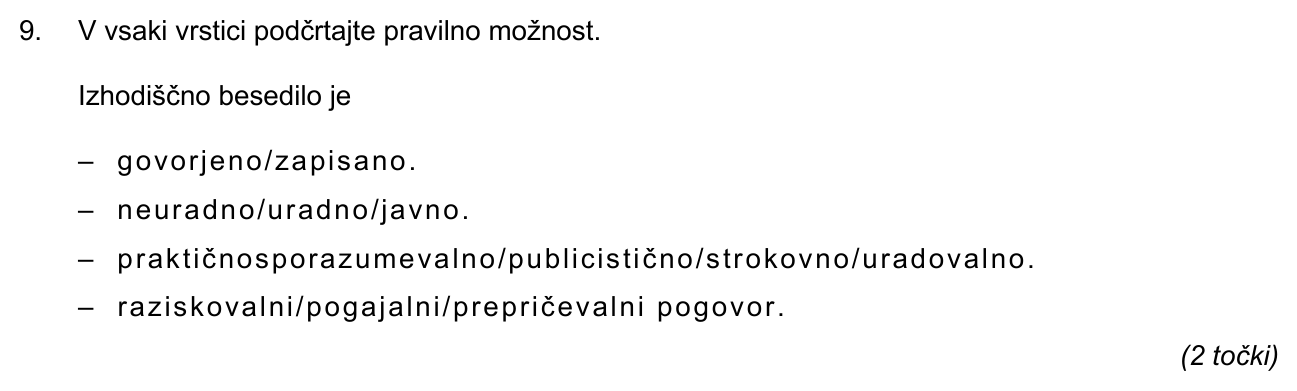 9. V vsaki vrstici podčrtajte pravilno možnost.
Izhodiščno besedilo je
– govorjeno/zapisano.
– neuradno/uradno/javno.
– praktičnosporazumevalno/publicistično/strokovno/uradovalno.
– raziskovalni/pogajalni/prepričevalni pogovor.
(2 točki)